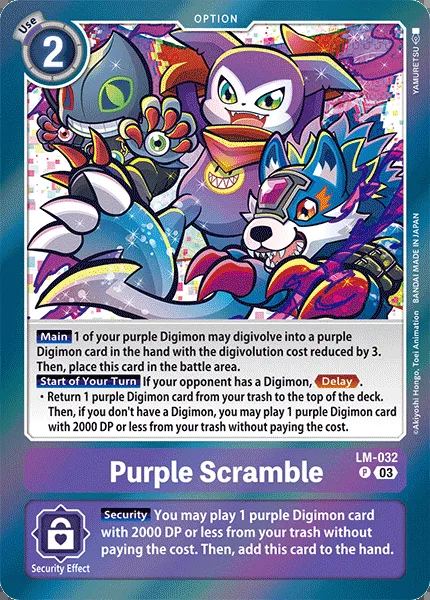 OPTION
Use
2
YAMURETSU
Main 1 of your purple Digimon may digivolve into a purple
Digimon card in the hand with the digivolution cost reduced by 3.
Then, place this card in the battle area.
Start of Your Turn If your opponent has a Digimon, Delay.
・Return 1 purple Digimon card from your trash to the top of the deck.
Then, if you don't have a Digimon, you may play 1 purple Digimon card
with 2000 DP or less from your trash without paying the cost.
©Akiyoshi Hongo, Toei Animation BANDAI MADE IN JAPAN
Purple Scramble
LM-032
P 03
Security You may play 1 purple Digimon card
with 2000 DP or less from your trash without
paying the cost. Then, add this card to the hand.
Security Effect